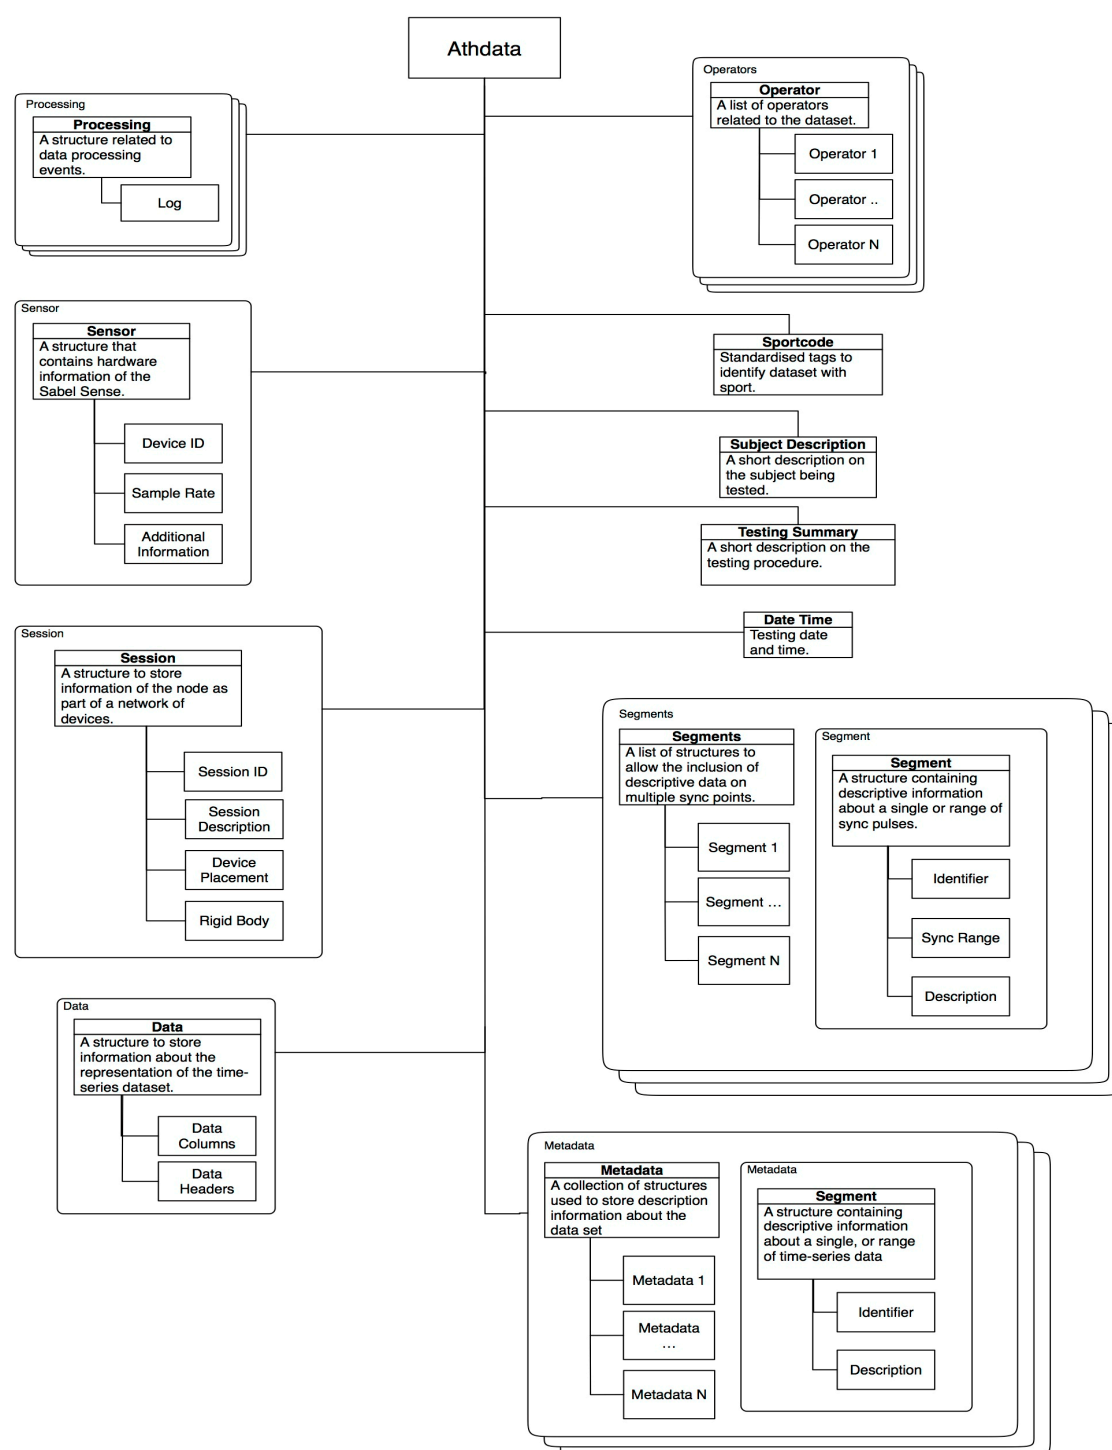 Athdata
Processing
Processing
A structure related to
data processing
events.
Log
Operators
Operator
A list of operators
related to the dataset.
Operator 1
Operator ..
Operator N
Sensor
Sensor
A structure that
contains hardware
information of the
Sabel Sense.
Device ID
Sample Rate
Additional
Information
Sportcode
Standardised tags to
identify dataset with
sport.
Subject Description
A short description on
the subject being
tested.
Testing Summary
A short description on the
testing procedure.
Date Time
Testing date
and time.
Session
Session
A structure to store
information of the node as
part of a network of
devices.
Session ID
Session
Description
Device
Placement
Rigid Body
Segments
Segments
A list of structures to
allow the inclusion of
descriptive data on
multiple sync points.
Segment 1
Segment ...
Segment N
Segment
Segment
A structure containing
descriptive information
about a single or range of
sync pulses.
Identifier
Sync Range
Description
Data
Data
A structure to store
information about the
representation of the time-
series dataset.
Data
Columns
Data
Headers
Metadata
Metadata
A collection of structures
used to store description
information about the
data set
Metadata 1
Metadata
...
Metadata N
Metadata
Segment
A structure containing
descriptive information
about a single, or range
of time-series data
Identifier
Description